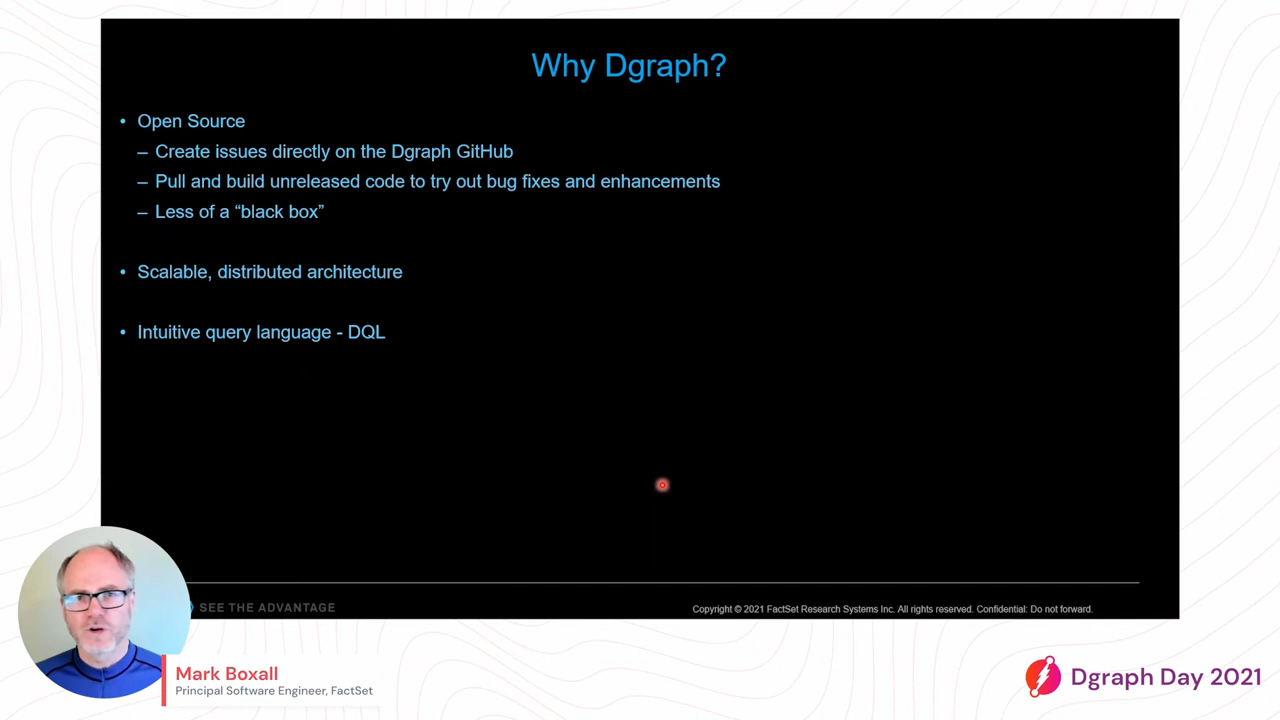 Why Dgraph?
• Open Source
– Create issues directly on the Dgraph GitHub
– Pull and build unreleased code to try out bug fixes and enhancements
– Less of a “black box”
• Scalable, distributed architecture
• Intuitive query language - DQL
SEE THE ADVANTAGE
Copyright © 2021 FactSet Research Systems Inc. All rights reserved. Confidential: Do not forward.
Mark Boxall
Principal Software Engineer, FactSet
Dgraph Day 2021